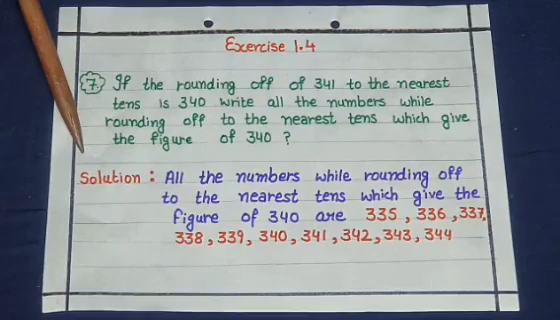 Exercise 1.4
7. If the rounding off of 341 to the nearest
tens is 340 write all the numbers while
rounding off to the nearest tens which give
the figure of 340 ?
Solution : All the numbers while rounding off
to the nearest tens which give the
figure of 340 are 335, 336, 337,
338, 339, 340, 341, 342, 343, 344